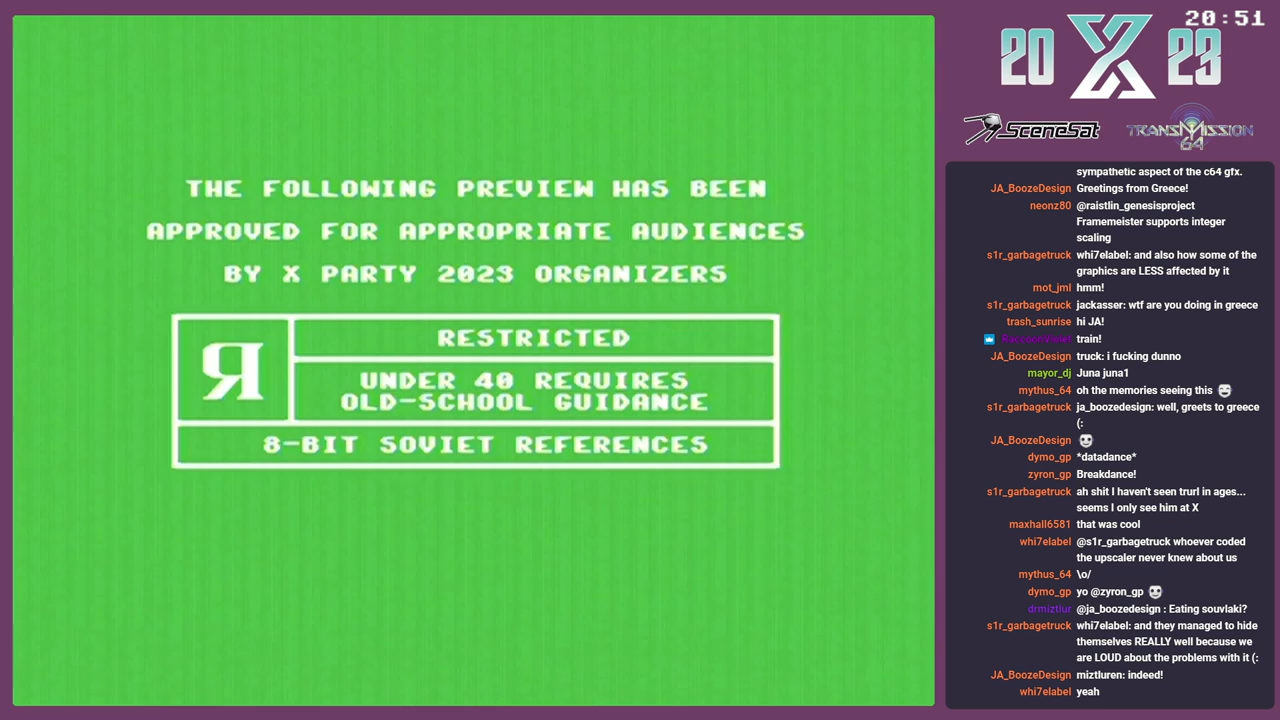 THE FOLLOWING PREVIEW HAS BEEN
APPROVED FOR APPROPRIATE AUDIENCES
BY X PARTY 2023 ORGANIZERS
Я
RESTRICTED
UNDER 40 REQUIRES
OLD-SCHOOL GUIDANCE
8-BIT SOVIET REFERENCES
20:51
20 X 23
SCENESAT
TRANSMISSION
64
sympathetic aspect of the c64 gfx.
JA_BoozeDesign Greetings from Greece!
neonz80 @raistlin_genesisproject
Framemeister supports integer
scaling
s1r_garbagetruck whi7elabel: and also how some of the
graphics are LESS affected by it
mot_jml hmm!
s1r_garbagetruck jackasser: wtf are you doing in greece
trash_sunrise hi JA!
RaccoonViolet train!
JA_BoozeDesign truck: i fucking dunno
mayor_dj Juna juna1
mythus_64 oh the memories seeing this
s1r_garbagetruck ja_boozedesign: well, greets to greece
(:
JA_BoozeDesign
dymo_gp *datadance*
zyron_gp Breakdance!
s1r_garbagetruck ah shit I haven't seen trurl in ages...
seems I only see him at X
maxhall6581 that was cool
whi7elabel @s1r_garbagetruck whoever coded
the upscaler never knew about us
mythus_64 \o/
dymo_gp yo @zyron_gp
drmiztlur @ja_boozedesign : Eating souvlaki?
s1r_garbagetruck whi7elabel: and they managed to hide
themselves REALLY well because we
are LOUD about the problems with it (:
JA_BoozeDesign miztluren: indeed!
whi7elabel yeah